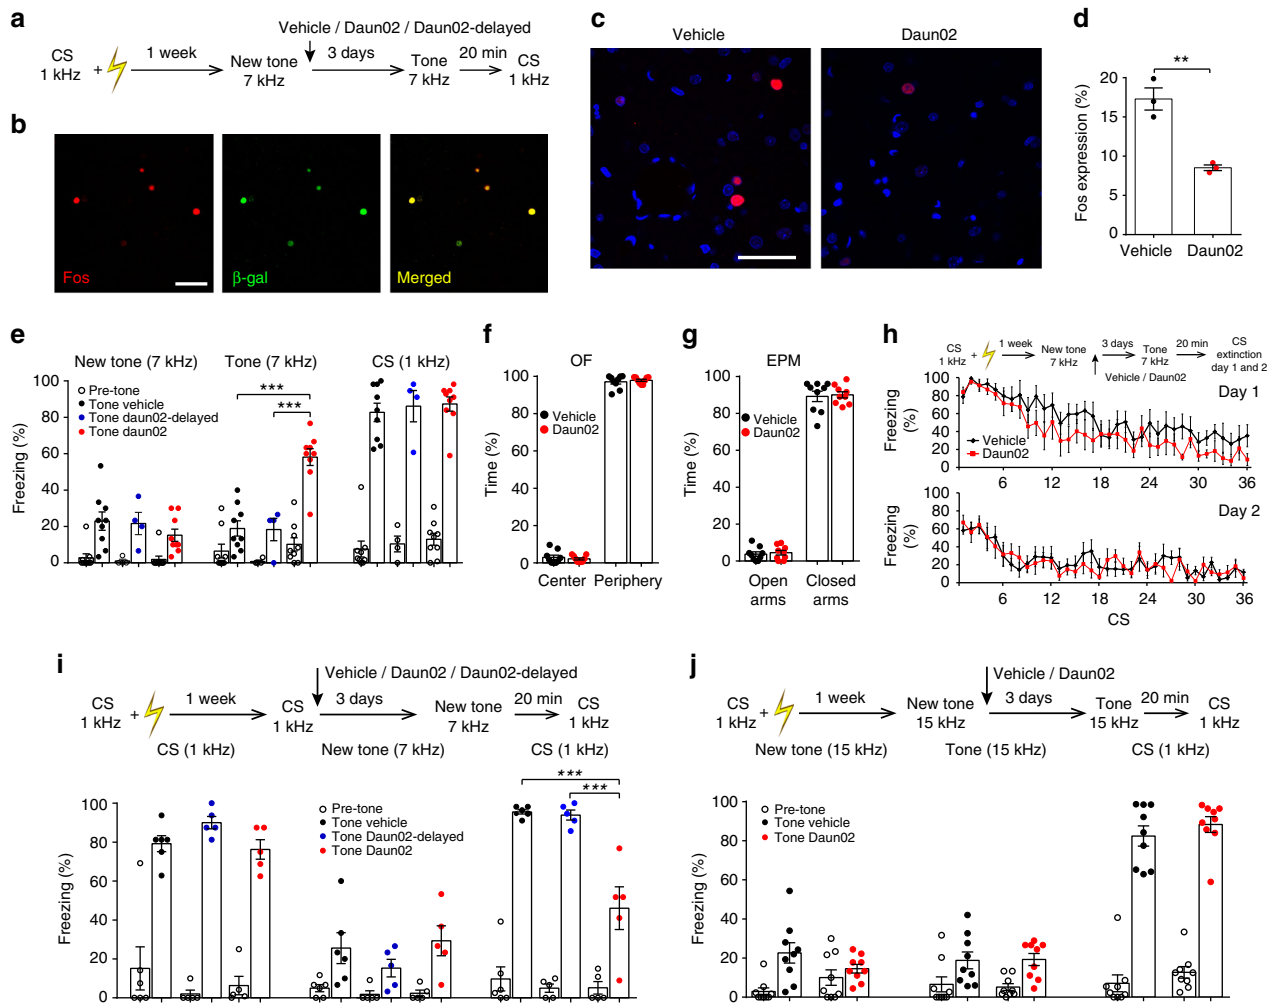 a
Vehicle / Daun02 / Daun02-delayed
CS
1 kHz
+
1 week
New tone
7 kHz
3 days
Tone
7 kHz
20 min
CS
1 kHz
b
Fos
β-gal
Merged
c
Vehicle
Daun02
d
**
Fos expression (%)
20
15
10
5
0
Vehicle
Daun02
e
New tone (7 kHz)
Tone (7 kHz)
CS (1 kHz)
Pre-tone
Tone vehicle
Tone daun02-delayed
Tone daun02
***
***
Freezing (%)
100
80
60
40
20
0
f
OF
Vehicle
Daun02
Time (%)
100
80
60
40
20
0
Center
Periphery
g
EPM
Vehicle
Daun02
Time (%)
100
80
60
40
20
0
Open
arms
Closed
arms
h
CS
1 kHz
+
1 week
New tone
7 kHz
3 days
Tone
7 kHz
20 min
CS
extinction
day 1 and 2
Vehicle / Daun02
Day 1
Freezing
(%)
100
80
60
40
20
0
Vehicle
Daun02
Day 2
Freezing
(%)
100
80
60
40
20
0
6
12
18
24
30
36
CS
i
Vehicle / Daun02 / Daun02-delayed
CS
1 kHz
+
1 week
CS
1 kHz
3 days
New tone
7 kHz
20 min
CS
1 kHz
CS (1 kHz)
New tone (7 kHz)
CS (1 kHz)
***
***
Pre-tone
Tone vehicle
Tone Daun02-delayed
Tone Daun02
Freezing (%)
100
80
60
40
20
0
j
Vehicle / Daun02
CS
1 kHz
+
1 week
New tone
15 kHz
3 days
Tone
15 kHz
20 min
CS
1 kHz
New tone (15 kHz)
Tone (15 kHz)
CS (1 kHz)
Pre-tone
Tone vehicle
Tone Daun02
Freezing (%)
100
80
60
40
20
0